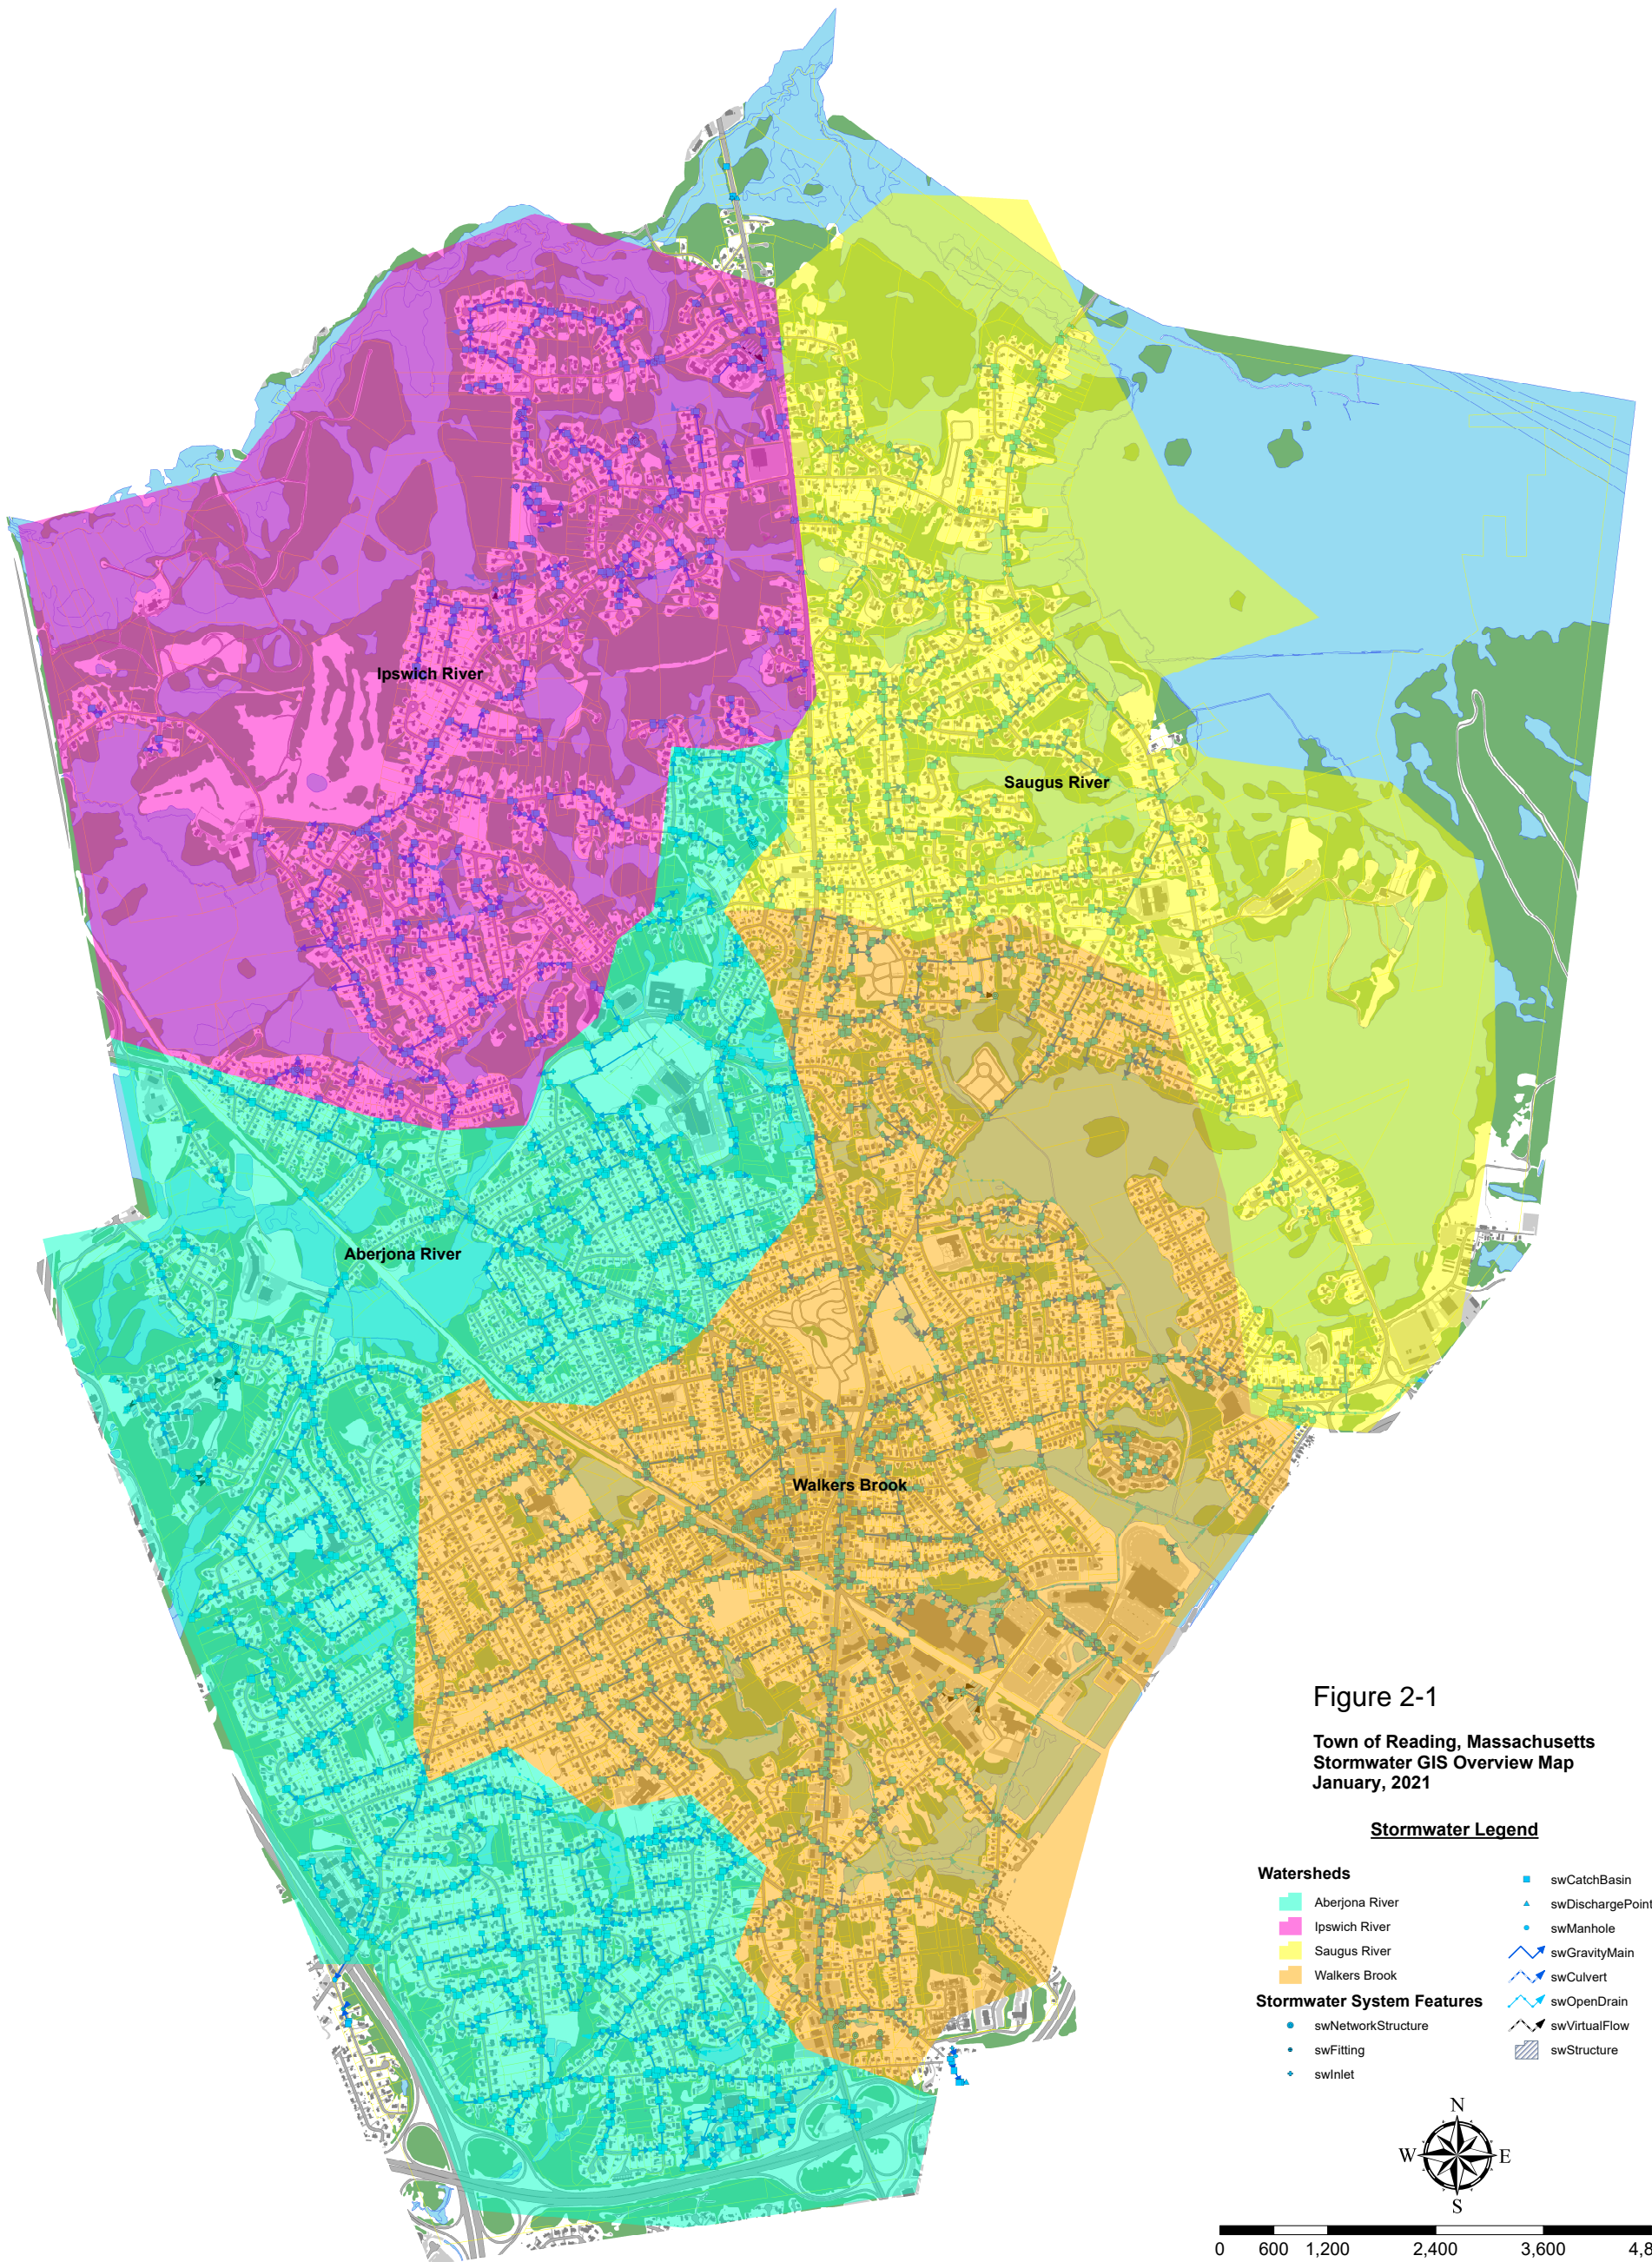 Ipswich River
Saugus River
Aberjona River
Walkers Brook
Figure 2-1
Town of Reading, Massachusetts
Stormwater GIS Overview Map
January, 2021
Stormwater Legend
Watersheds
Aberjona River
Ipswich River
Saugus River
Walkers Brook
Stormwater System Features
swNetworkStructure
swFitting
swInlet
swCatchBasin
swDischargePoint
swManhole
swGravityMain
swCulvert
swOpenDrain
swVirtualFlow
swStructure
N
W E
S
0 600 1,200 2,400 3,600 4,8